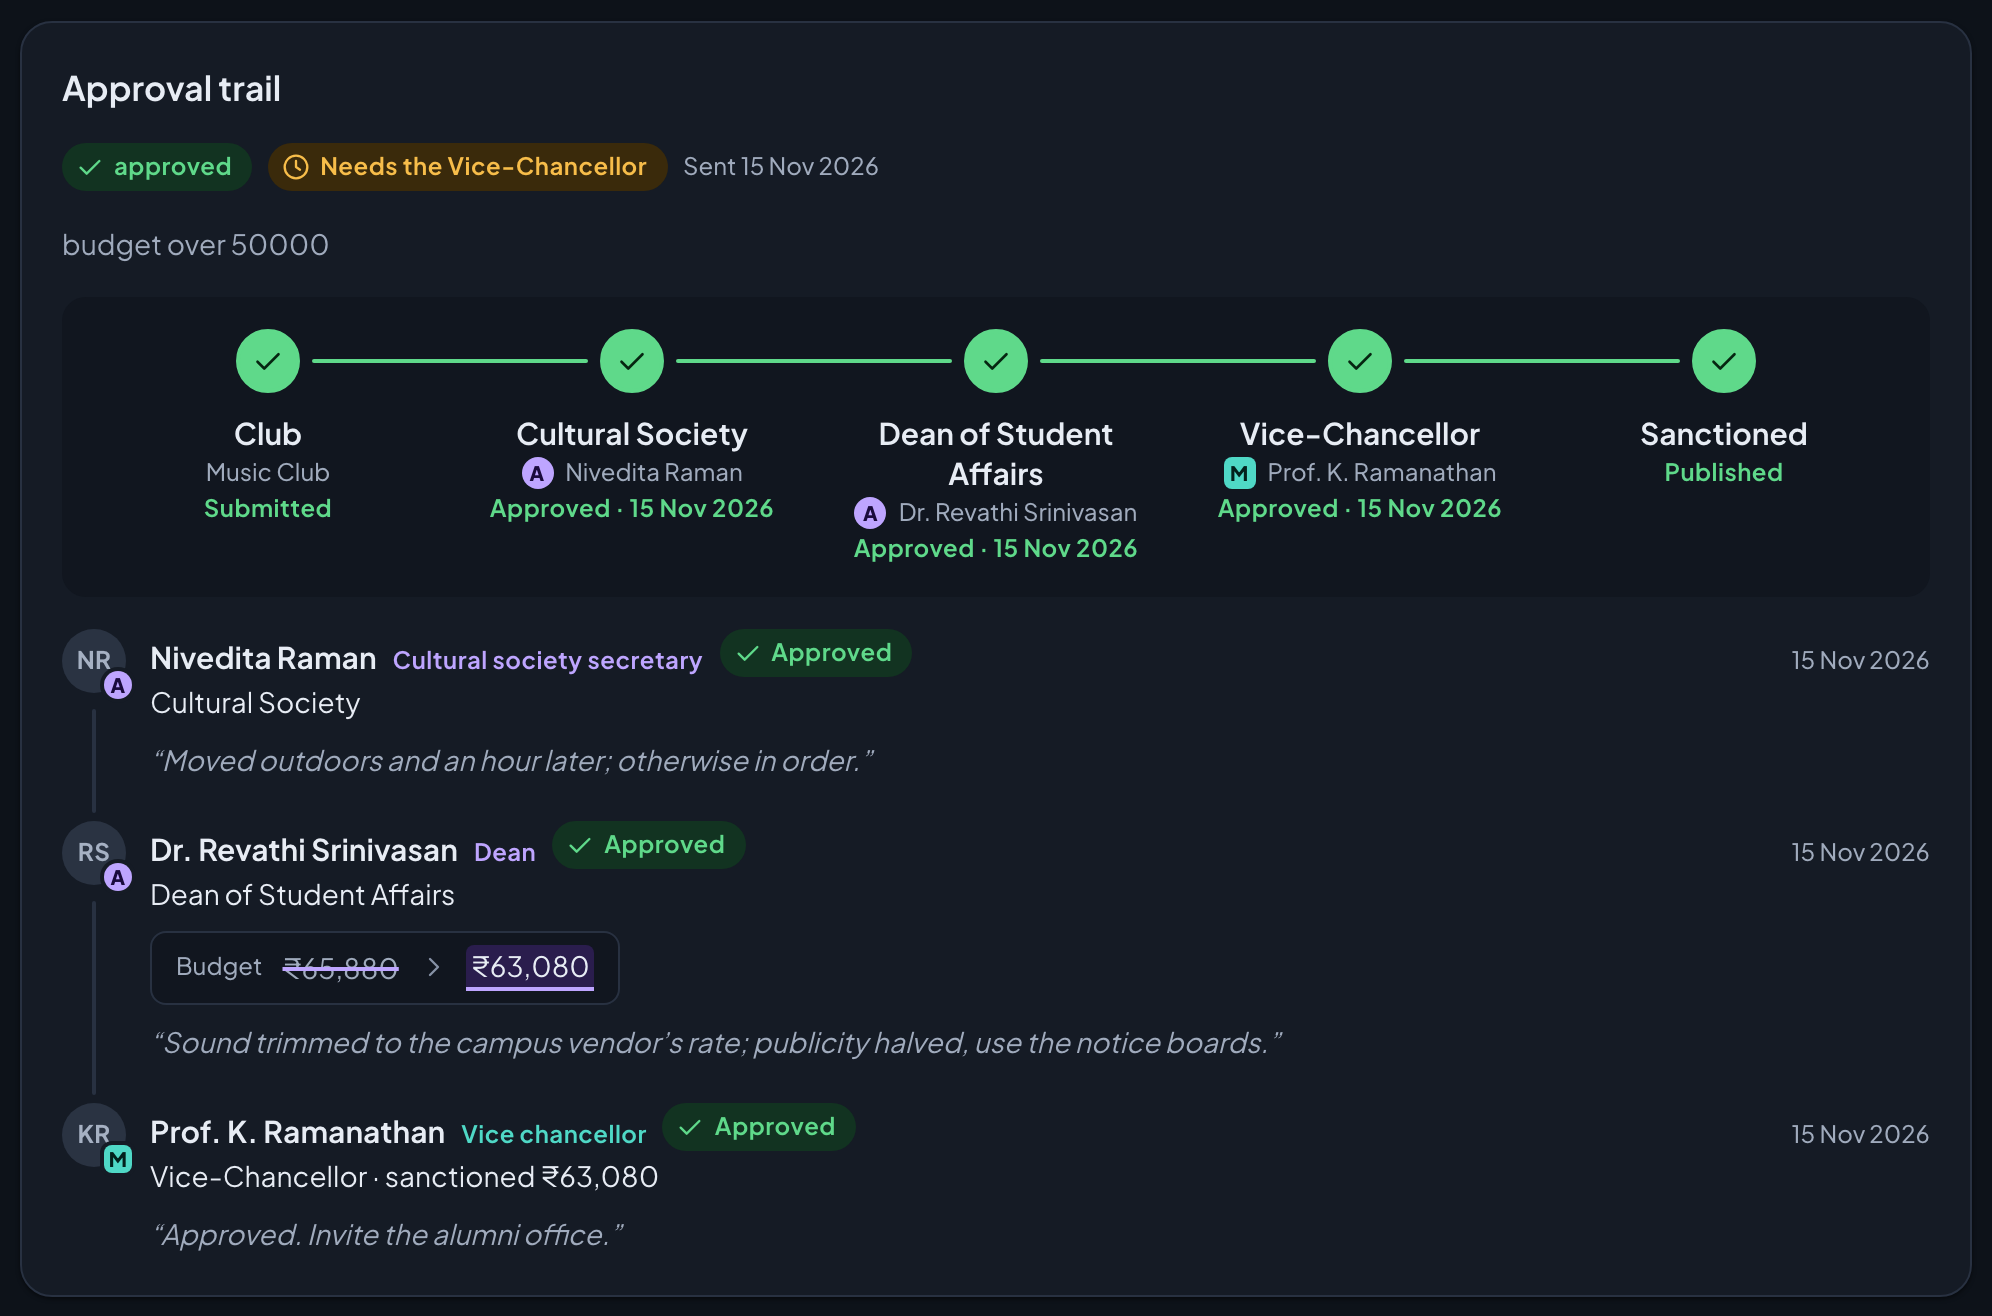 Approval trail
approved Needs the Vice-Chancellor Sent 15 Nov 2026
budget over 50000
Club Cultural Society Dean of Student Affairs Vice-Chancellor Sanctioned
Music Club A Nivedita Raman A Dr. Revathi Srinivasan M Prof. K. Ramanathan Published
Submitted Approved · 15 Nov 2026 Approved · 15 Nov 2026 Approved · 15 Nov 2026
NR A Nivedita Raman Cultural society secretary Approved 15 Nov 2026
Cultural Society
“Moved outdoors and an hour later; otherwise in order.”
RS A Dr. Revathi Srinivasan Dean Approved 15 Nov 2026
Dean of Student Affairs
Budget ₹65,880 > ₹63,080
“Sound trimmed to the campus vendor’s rate; publicity halved, use the notice boards.”
KR M Prof. K. Ramanathan Vice chancellor Approved 15 Nov 2026
Vice-Chancellor · sanctioned ₹63,080
“Approved. Invite the alumni office.”